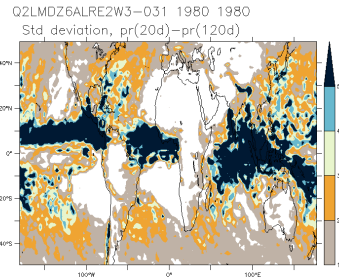 Q2LMDZ6ALRE2W3-031 1980 1980
Std deviation, pr(20d)-pr(120d)
40°N
20°N
0°
20°S
40°S
100°W 0° 100°E
5
4
3
2
1